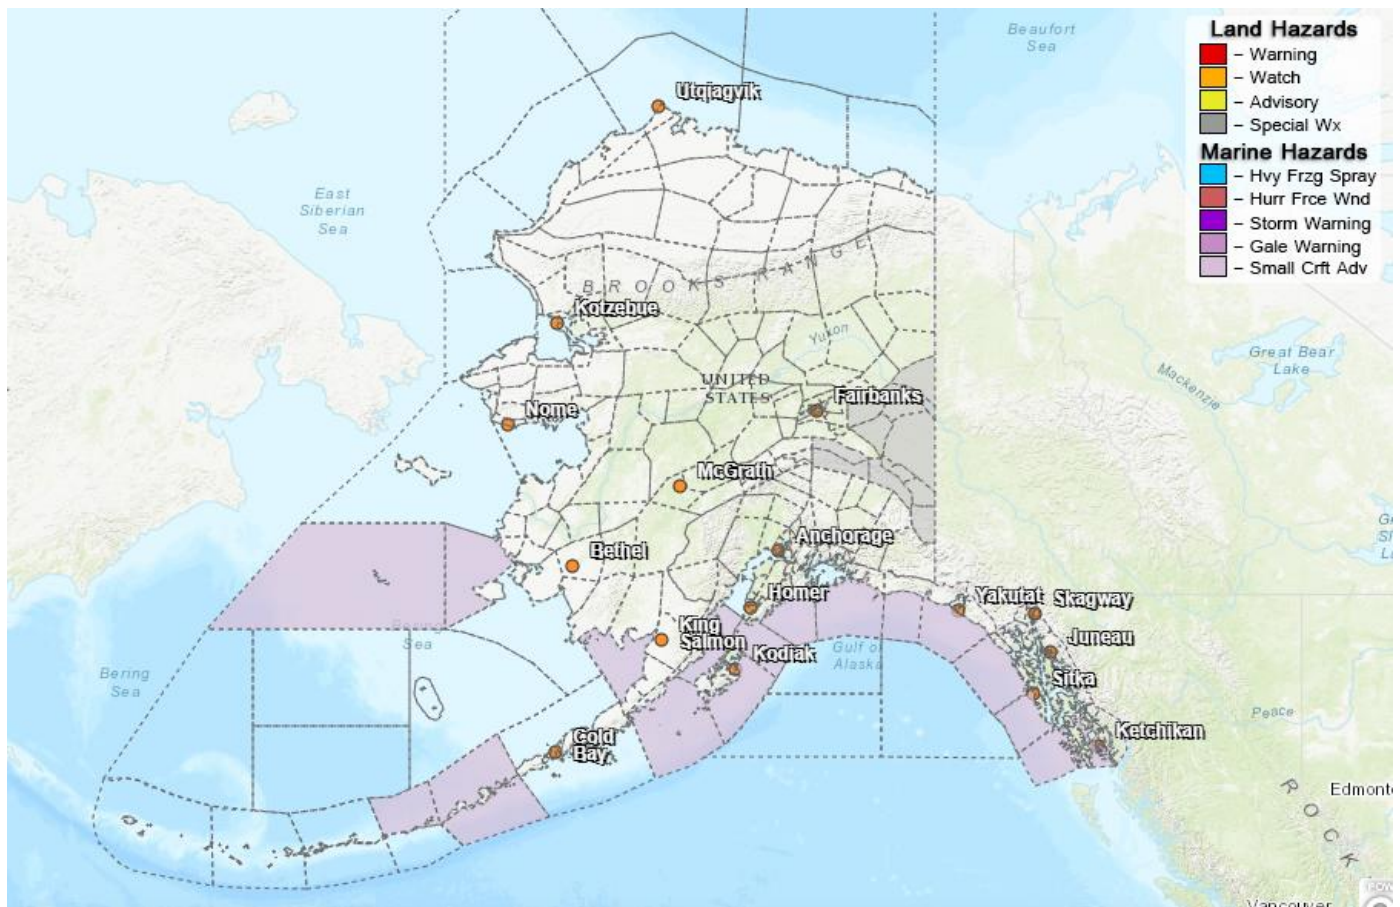 Beaufort
Sea
Land Hazards
– Warning
– Watch
– Advisory
– Special Wx
Marine Hazards
– Hvy Frzg Spray
– Hurr Frce Wnd
– Storm Warning
– Gale Warning
– Small Crft Adv
Utqiagvik
East
Siberian
Sea
BROOKS RANGE
Kotzebue
Yukon
Great Bear
Lake
Mackenzie
UNITED
STATES
Fairbanks
Nome
McGrath
Anchorage
Bethel
Homer
Yakutat
Skagway
King
Salmon
Juneau
Kodiak
Gulf of
Alaska
Bering
Sea
Sea
Sitka
Peace
Ketchikan
Cold
Bay
Edmont
ROCK
Vancouver